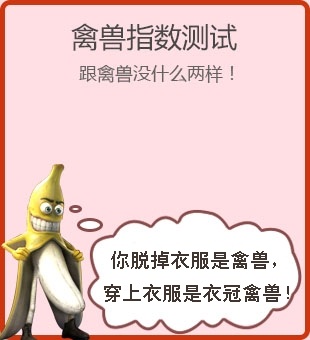 禽兽指数测试
跟禽兽没什么两样！
你脱掉衣服是禽兽，
穿上衣服是衣冠禽兽！